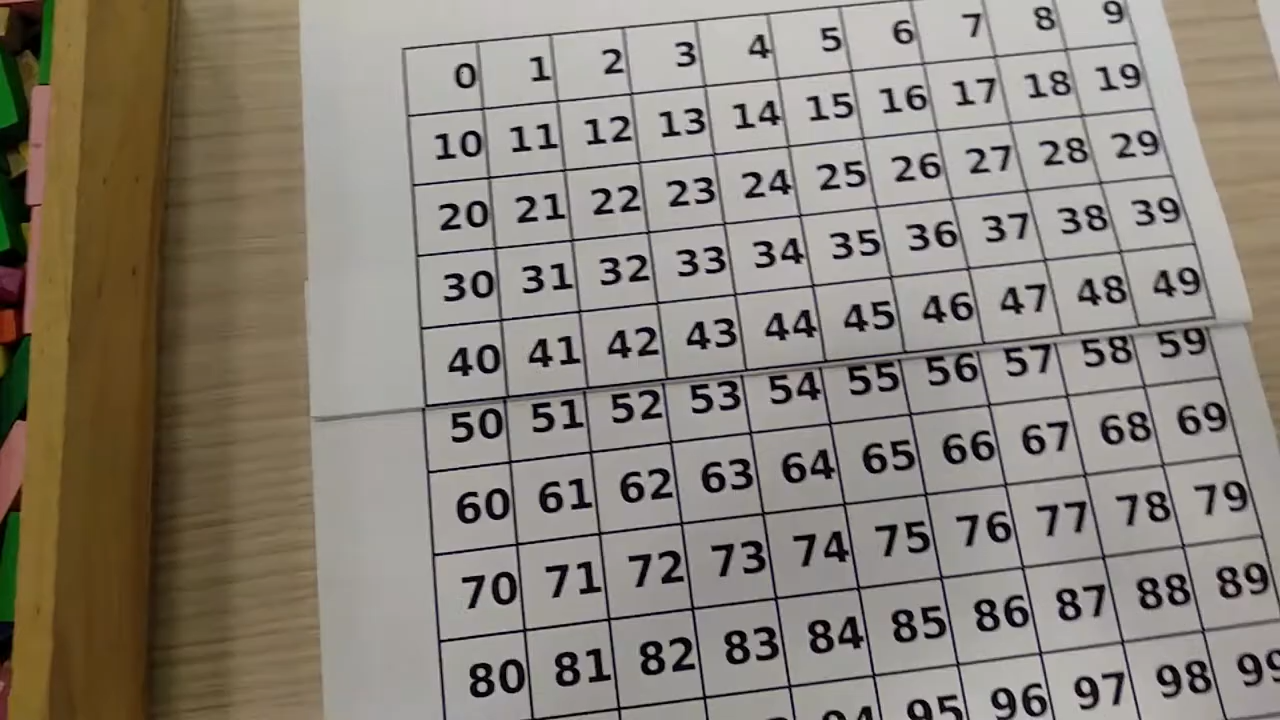 0 1 2 3 4 5 6 7 8 9
10 11 12 13 14 15 16 17 18 19
20 21 22 23 24 25 26 27 28 29
30 31 32 33 34 35 36 37 38 39
40 41 42 43 44 45 46 47 48 49
50 51 52 53 54 55 56 57 58 59
60 61 62 63 64 65 66 67 68 69
70 71 72 73 74 75 76 77 78 79
80 81 82 83 84 85 86 87 88 89
94 95 96 97 98 99